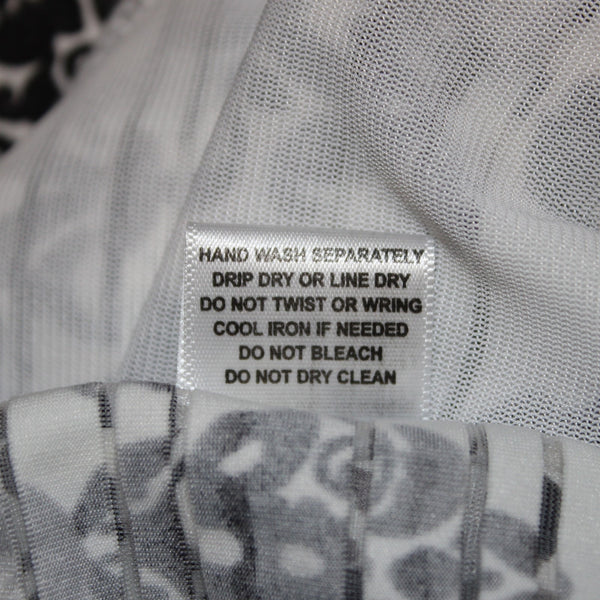 HAND WASH SEPARATELY
DRIP DRY OR LINE DRY
DO NOT TWIST OR WRING
COOL IRON IF NEEDED
DO NOT BLEACH
DO NOT DRY CLEAN